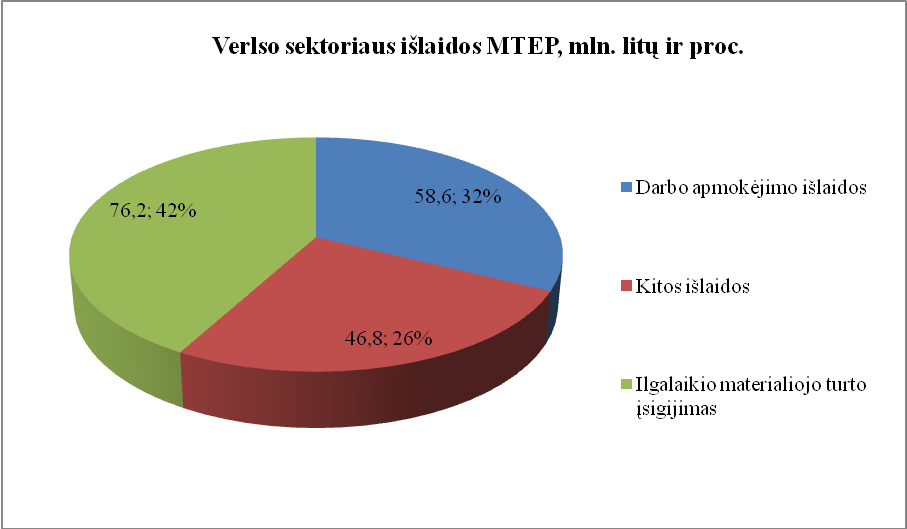 Verlso sektoriaus išlaidos MTEP, mln. litų ir proc.
76,2; 42%
58,6; 32%
46,8; 26%
Darbo apmokėjimo išlaidos
Kitos išlaidos
Ilgalaikio materialiojo turto
įsigijimas